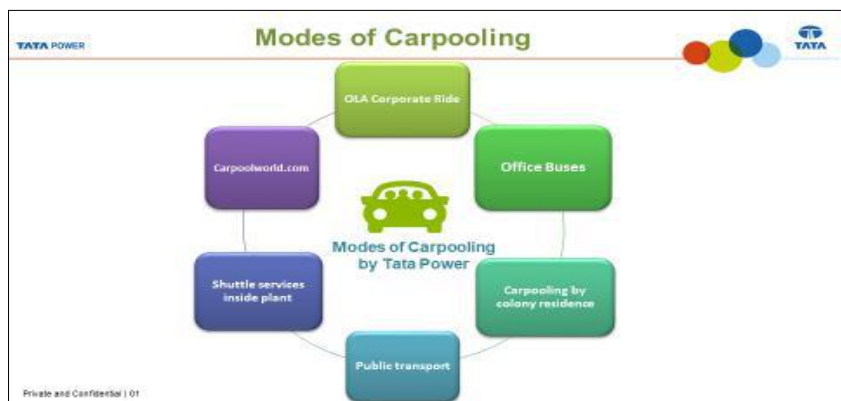 TATA POWER
Modes of Carpooling
TATA
OLA Corporate Ride
Office Buses
Carpooling by
colony residence
Public transport
Shuttle services
inside plant
Carpoolworld.com
Modes of Carpooling
by Tata Power
Private and Confidential | 01